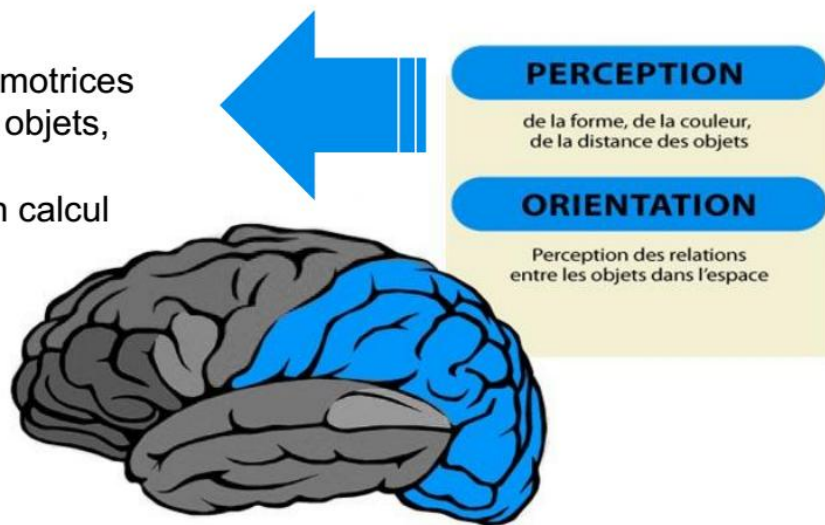 motrices
objets,
calcul
PERCEPTION
de la forme, de la couleur,
de la distance des objets
ORIENTATION
Perception des relations
entre les objets dans l'espace